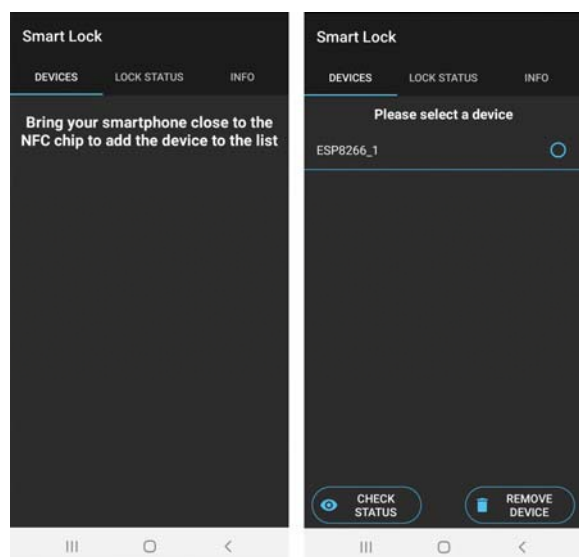 Smart Lock
DEVICES LOCK STATUS INFO
Bring your smartphone close to the
NFC chip to add the device to the list
Smart Lock
DEVICES LOCK STATUS INFO
Please select a device
ESP8266_1
CHECK
STATUS
REMOVE
DEVICE